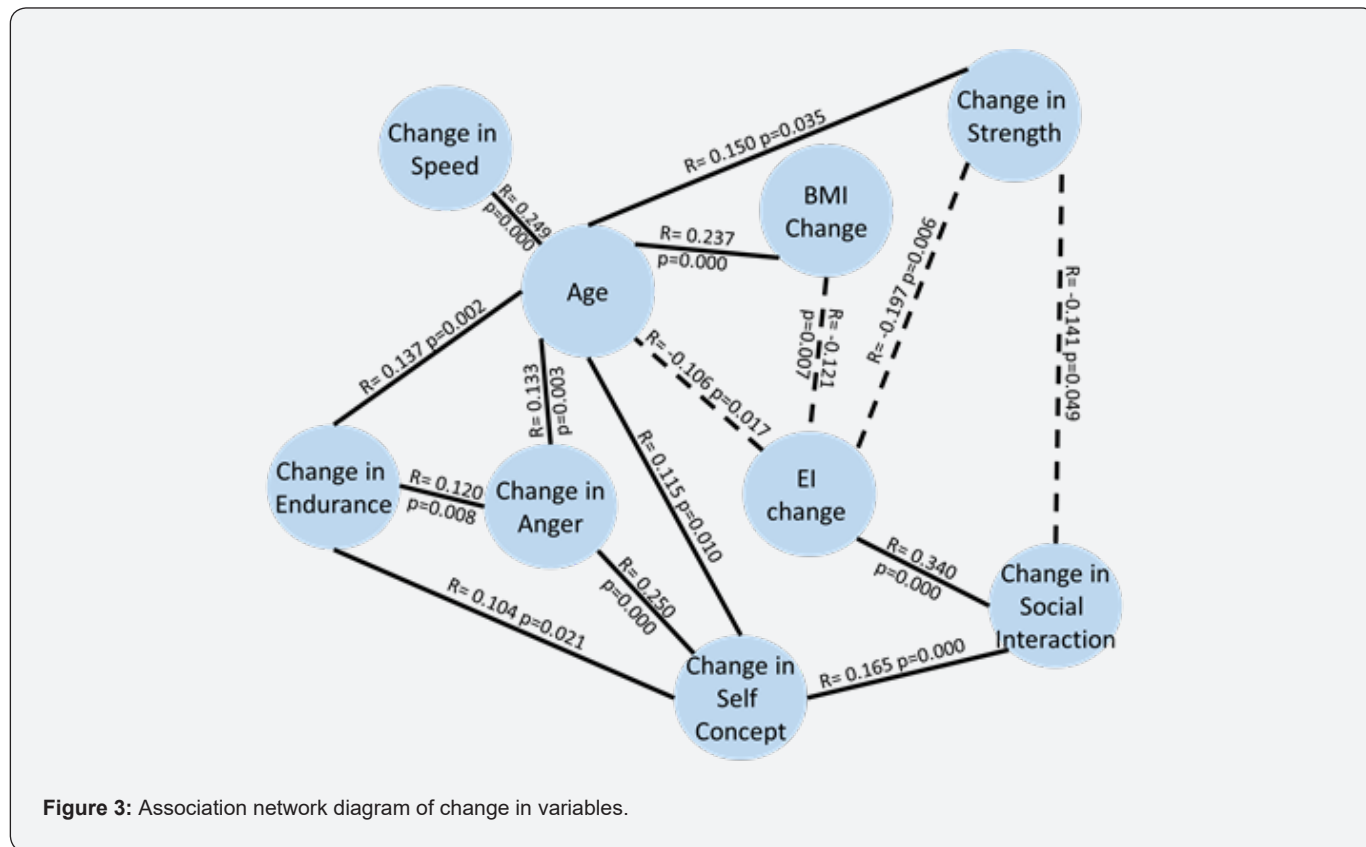 Change in
Strength
Change in
Speed
R= 0.150 p=0.035
BMI
Change
R= 0.249
p=0.000
R= 0.237
p=0.000
Age
R= -0.197 p=0.006
R= -0.141 p=0.049
R= -0.121
p=0.007
R= 0.137 p=0.002
R= -0.106 p=0.017
R= 0.133
p=0.003
R= 0.115 p=0.010
Change in
Endurance
R= 0.120
p=0.008
Change in
Anger
EI
change
R= 0.340
p=0.000
R= 0.250
p=0.000
Change in
Social
Interaction
R= 0.104 p=0.021
R= 0.165 p=0.000
Change in
Self
Concept
Figure 3: Association network diagram of change in variables.